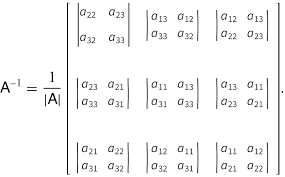 A⁻¹ = 1/|A| [ |a₂₂ a₂₃; a₃₂ a₃₃| |a₁₃ a₁₂; a₃₃ a₃₂| |a₁₂ a₁₃; a₂₂ a₂₃|
|a₂₃ a₂₁; a₃₃ a₃₁| |a₁₁ a₁₃; a₃₁ a₃₃| |a₁₃ a₁₁; a₂₃ a₂₁|
|a₂₁ a₂₂; a₃₁ a₃₂| |a₁₂ a₁₁; a₃₂ a₃₁| |a₁₁ a₁₂; a₂₁ a₂₂| ].